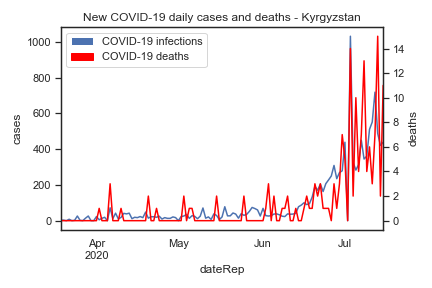 New COVID-19 daily cases and deaths - Kyrgyzstan
COVID-19 infections
COVID-19 deaths
1000
800
600
400
200
0
cases
14
12
10
8
6
4
2
0
deaths
Apr
2020
May
Jun
Jul
dateRep